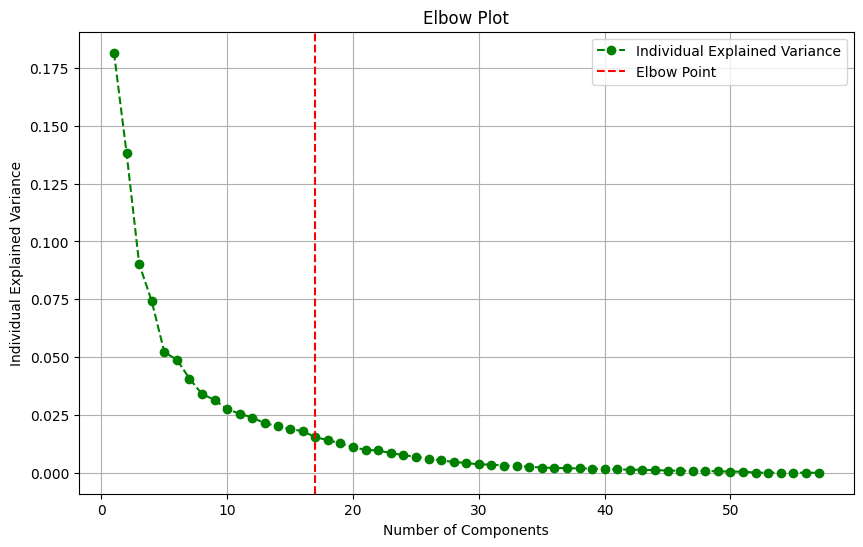 Elbow Plot
Individual Explained Variance
Elbow Point
Individual Explained Variance
0.175
0.150
0.125
0.100
0.075
0.050
0.025
0.000
0 10 20 30 40 50
Number of Components